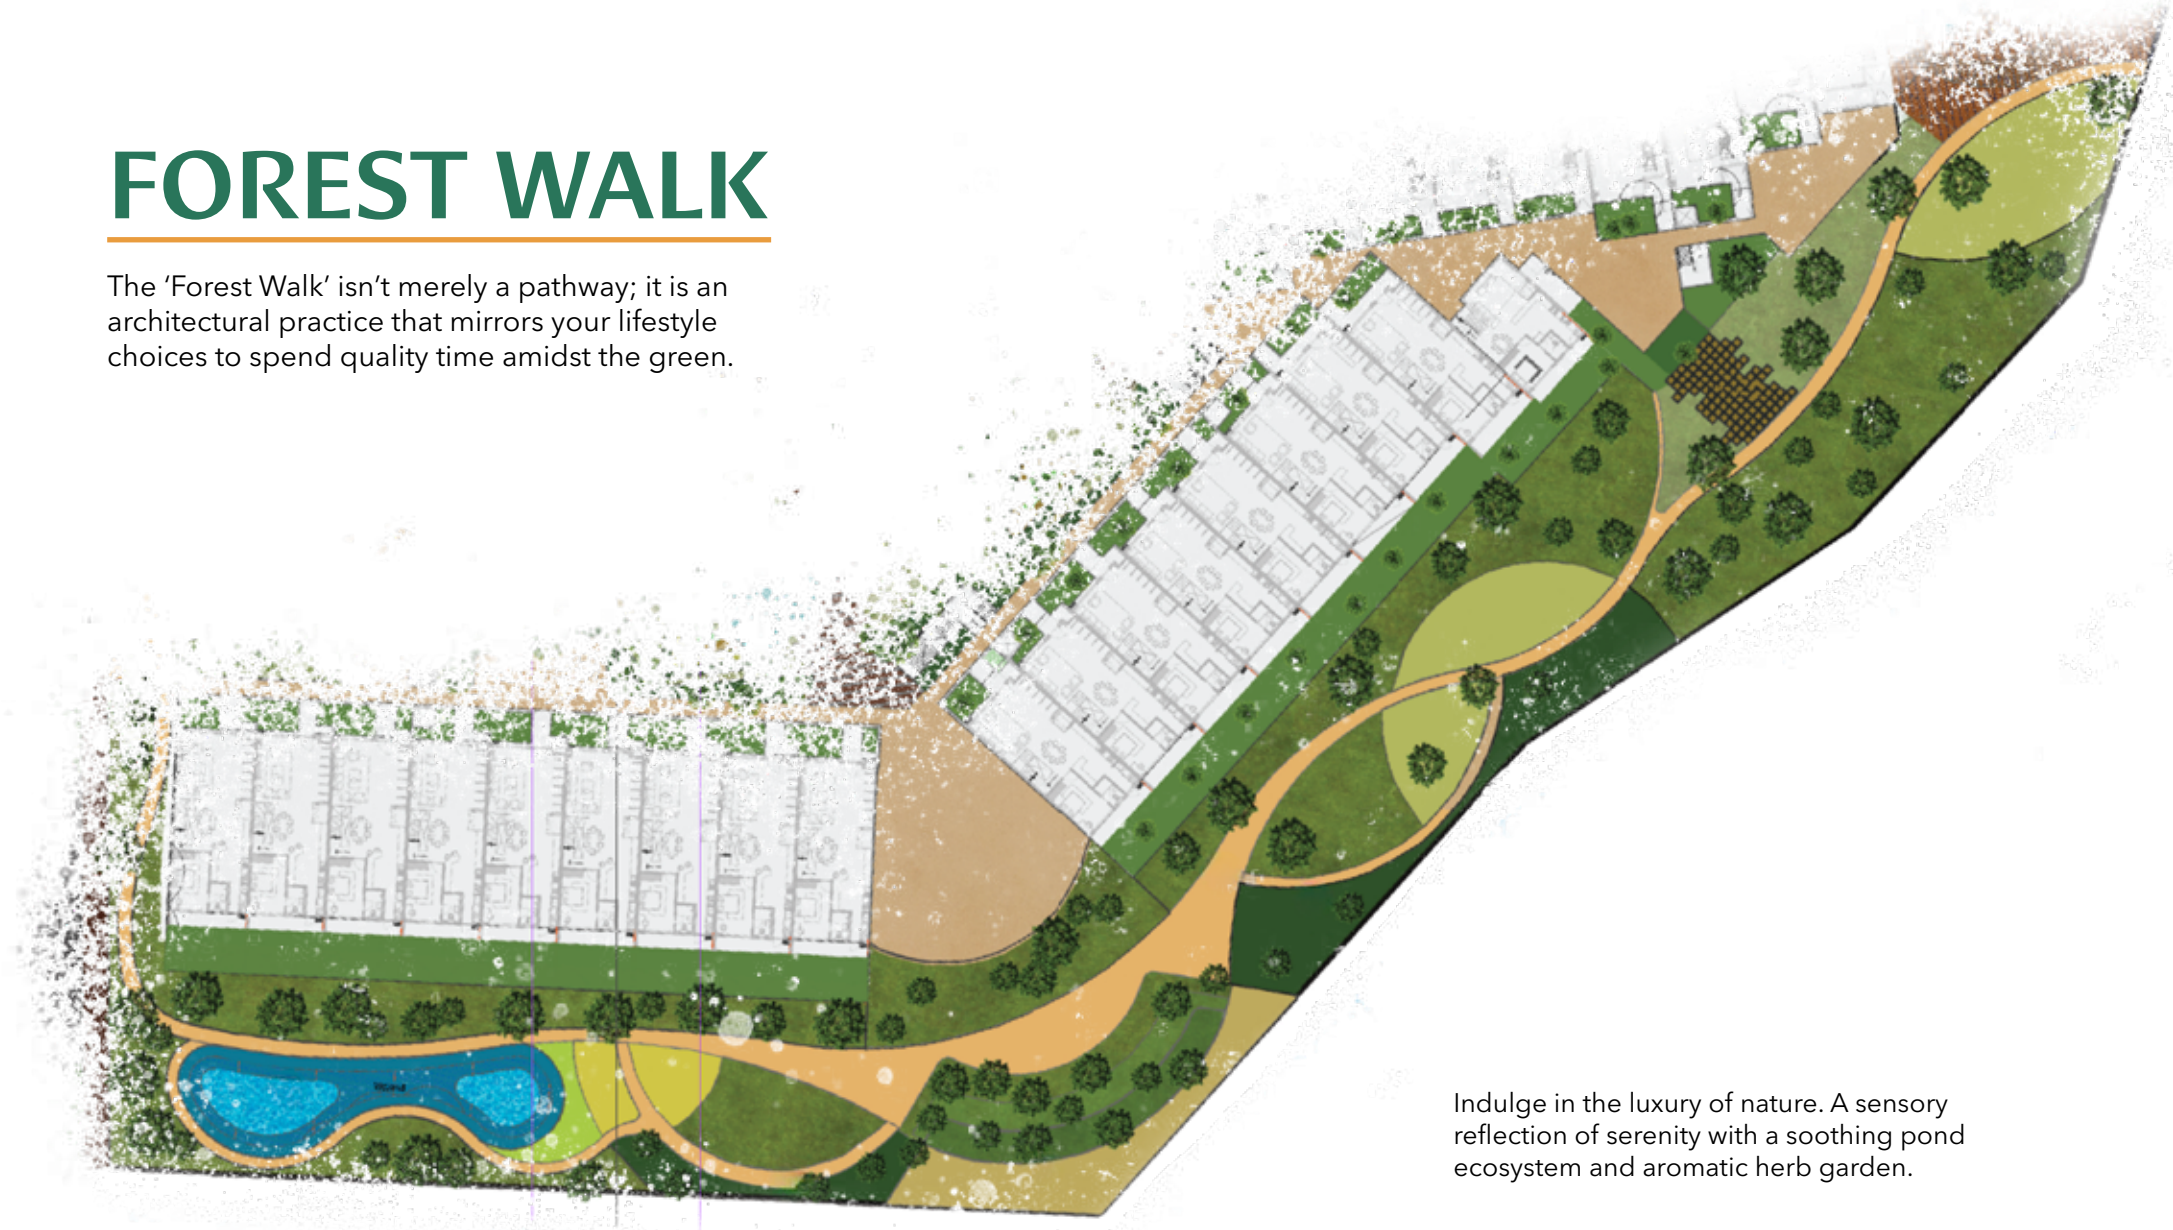 FOREST WALK
The ‘Forest Walk’ isn’t merely a pathway; it is an
architectural practice that mirrors your lifestyle
choices to spend quality time amidst the green.
Indulge in the luxury of nature. A sensory
reflection of serenity with a soothing pond
ecosystem and aromatic herb garden.